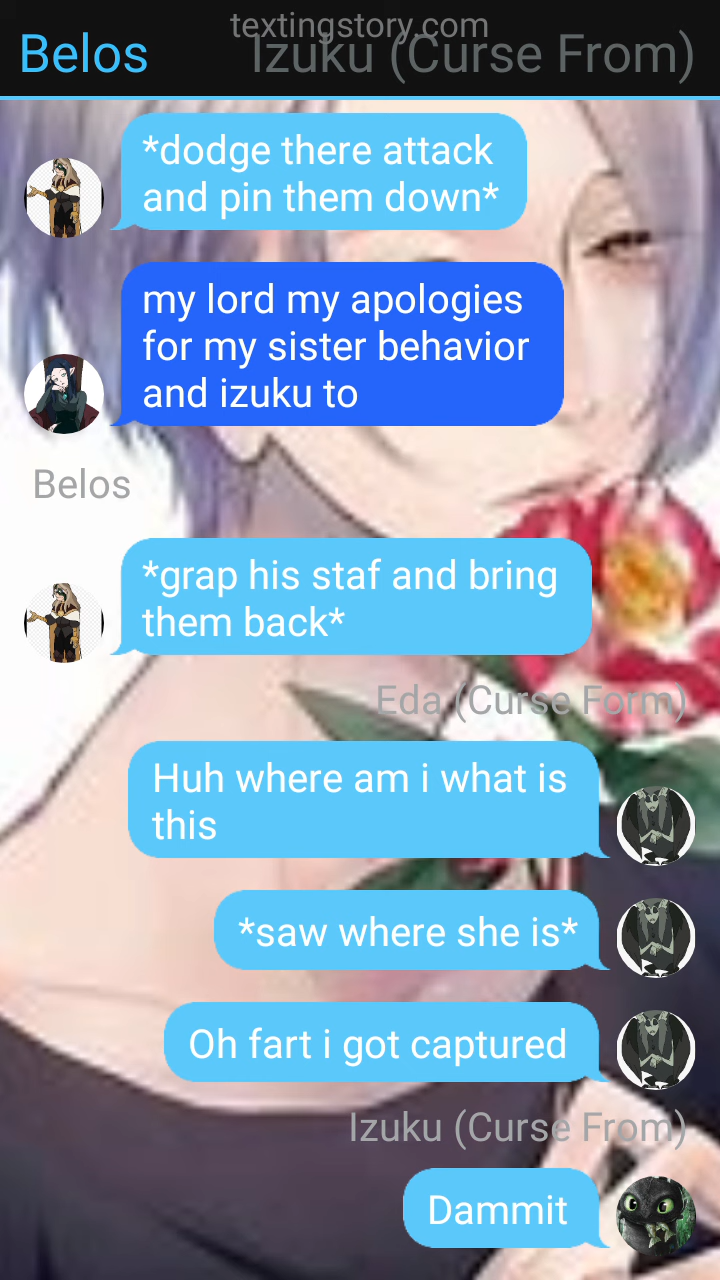 textingstory.com
Belos
Izuku (Curse From)
*dodge there attack
and pin them down*
my lord my apologies
for my sister behavior
and izuku to
Belos
*grap his staf and bring
them back*
Eda (Curse Form)
Huh where am i what is
this
*saw where she is*
Oh fart i got captured
Izuku (Curse From)
Dammit